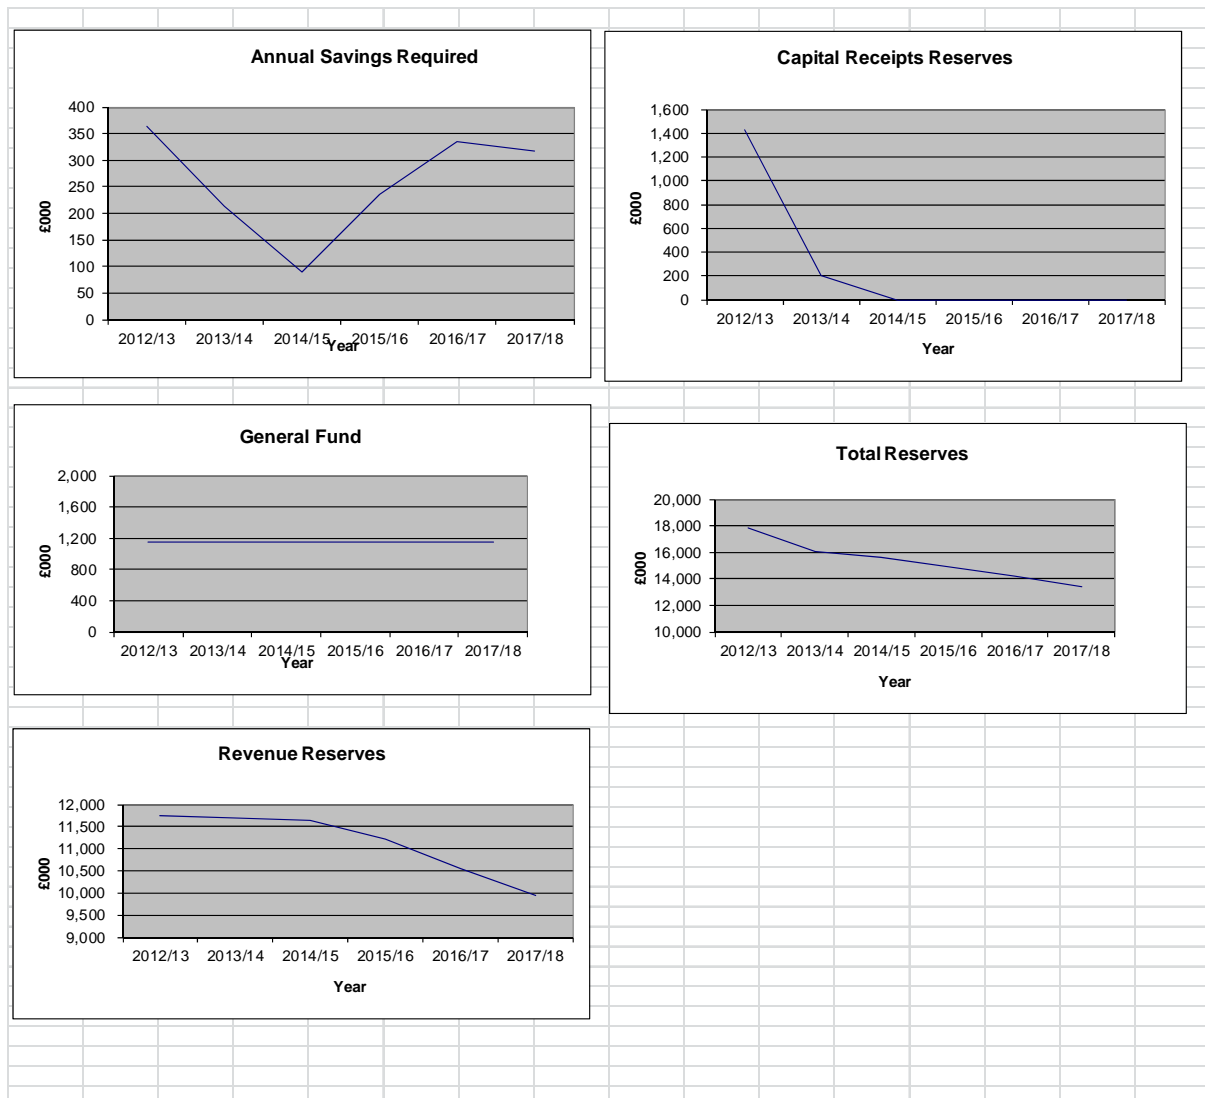 Annual Savings Required
400
350
300
250
200
150
100
50
0
£000
2012/13 2013/14 2014/15 2015/16 2016/17 2017/18
Year
Capital Receipts Reserves
1,600
1,400
1,200
1,000
800
600
400
200
0
£000
2012/13 2013/14 2014/15 2015/16 2016/17 2017/18
Year
General Fund
2,000
1,600
1,200
800
400
0
£000
2012/13 2013/14 2014/15 2015/16 2016/17 2017/18
Year
Total Reserves
20,000
18,000
16,000
14,000
12,000
10,000
£000
2012/13 2013/14 2014/15 2015/16 2016/17 2017/18
Year
Revenue Reserves
12,000
11,500
11,000
10,500
10,000
9,500
9,000
£000
2012/13 2013/14 2014/15 2015/16 2016/17 2017/18
Year